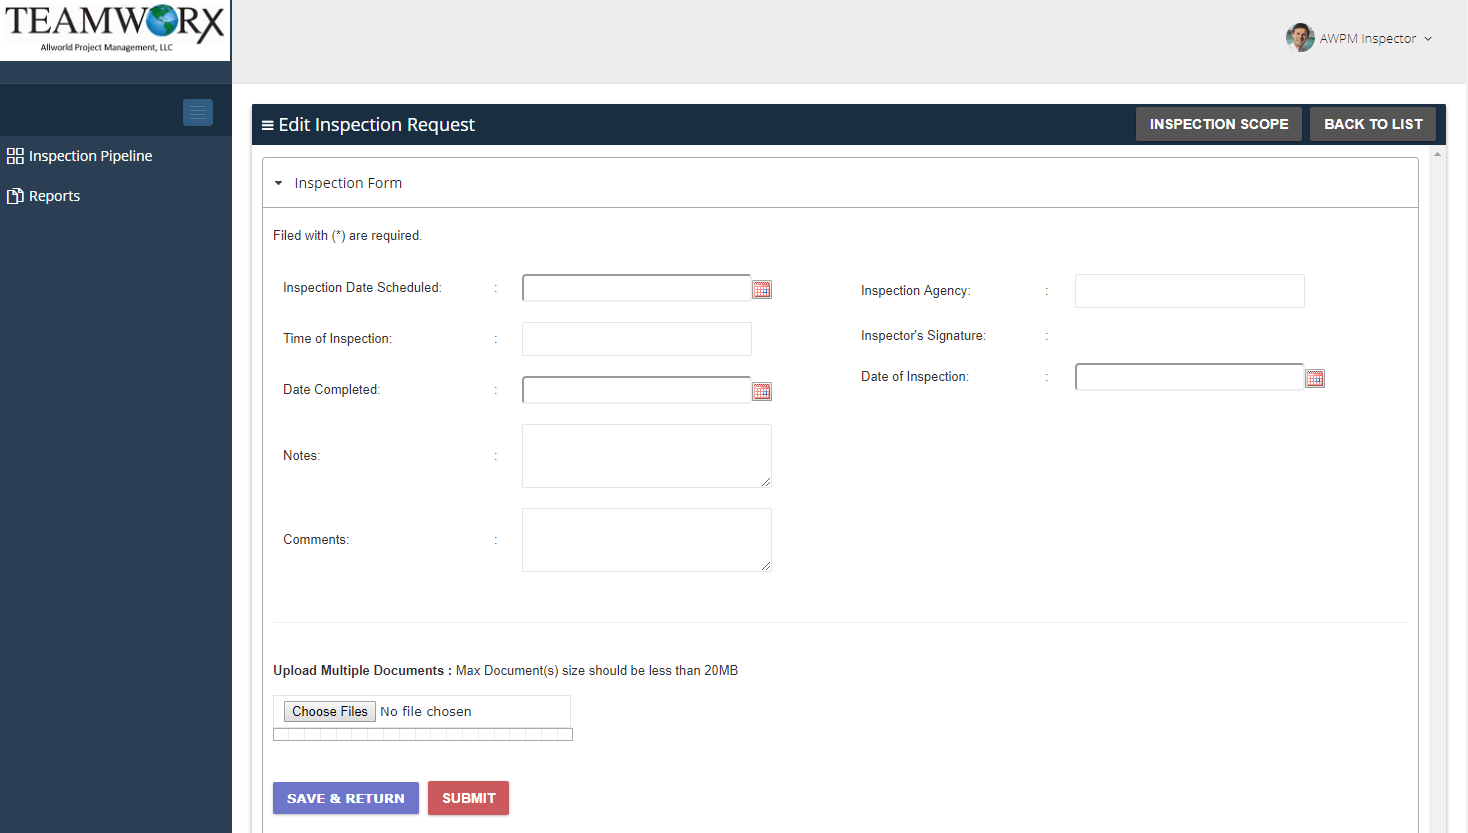 TEAMWORX
Allworld Project Management, LLC
AWPM Inspector
Inspection Pipeline
Reports
Edit Inspection Request
INSPECTION SCOPE
BACK TO LIST
Inspection Form
Filed with (*) are required.
Inspection Date Scheduled: :
Inspection Agency: :
Time of Inspection: :
Inspector's Signature: :
Date Completed: :
Date of Inspection: :
Notes: :
Comments: :
Upload Multiple Documents : Max Document(s) size should be less than 20MB
Choose Files No file chosen
SAVE & RETURN
SUBMIT